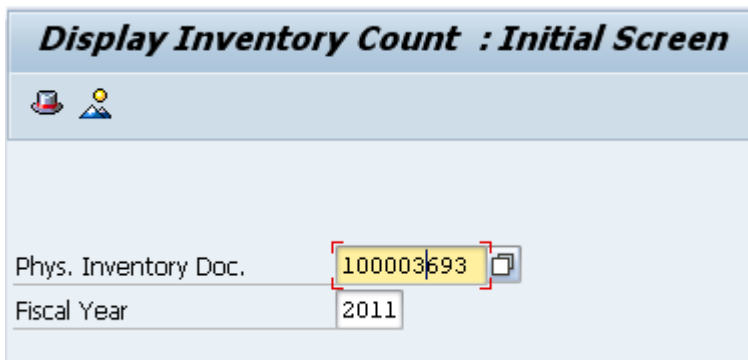 Display Inventory Count : Initial Screen
Phys. Inventory Doc. 100003693
Fiscal Year 2011